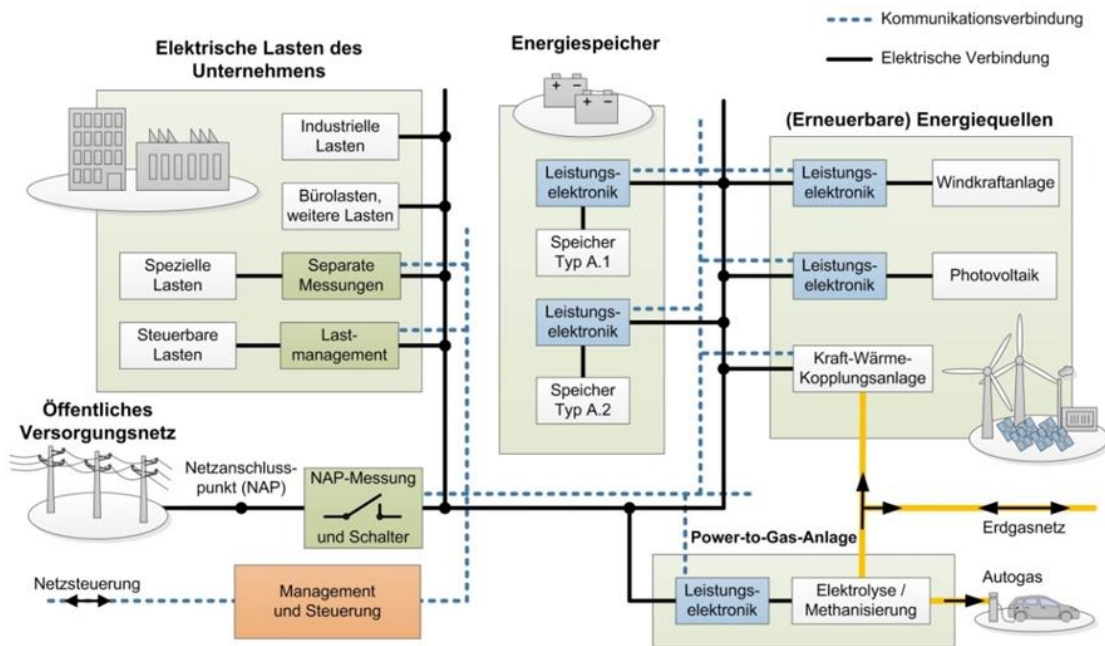 Kommunikationsverbindung
Elektrische Verbindung
Elektrische Lasten des
Unternehmens
Industrielle
Lasten
Bürolasten,
weitere Lasten
Spezielle
Lasten
Separate
Messungen
Steuerbare
Lasten
Last-
management
Energiespeicher
+ −
+ −
Leistungs-
elektronik
Speicher
Typ A.1
Leistungs-
elektronik
Speicher
Typ A.2
(Erneuerbare) Energiequellen
Leistungs-
elektronik
Windkraftanlage
Leistungs-
elektronik
Photovoltaik
Kraft-Wärme-
Kopplungsanlage
Öffentliches
Versorgungsnetz
Netzanschluss-
punkt (NAP)
NAP-Messung
und Schalter
Netzsteuerung
Management
und Steuerung
Erdgasnetz
Power-to-Gas-Anlage
Leistungs-
elektronik
Elektrolyse /
Methanisierung
Autogas